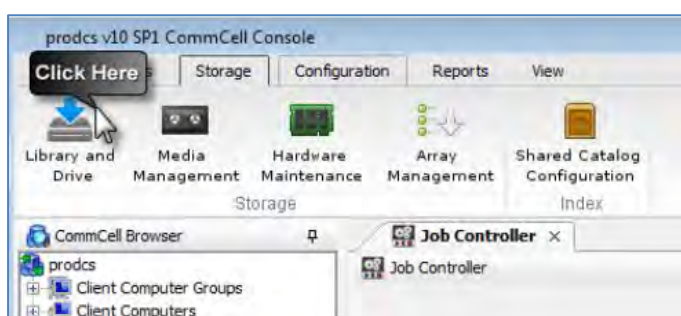 prodcs v10 SP1 CommCell Console
Click Here
Storage
Configuration
Reports
View
Library and Drive
Media Management
Hardware Maintenance
Array Management
Shared Catalog Configuration
Storage
Index
CommCell Browser
Job Controller
prodcs
Job Controller
Client Computer Groups
Client Computers